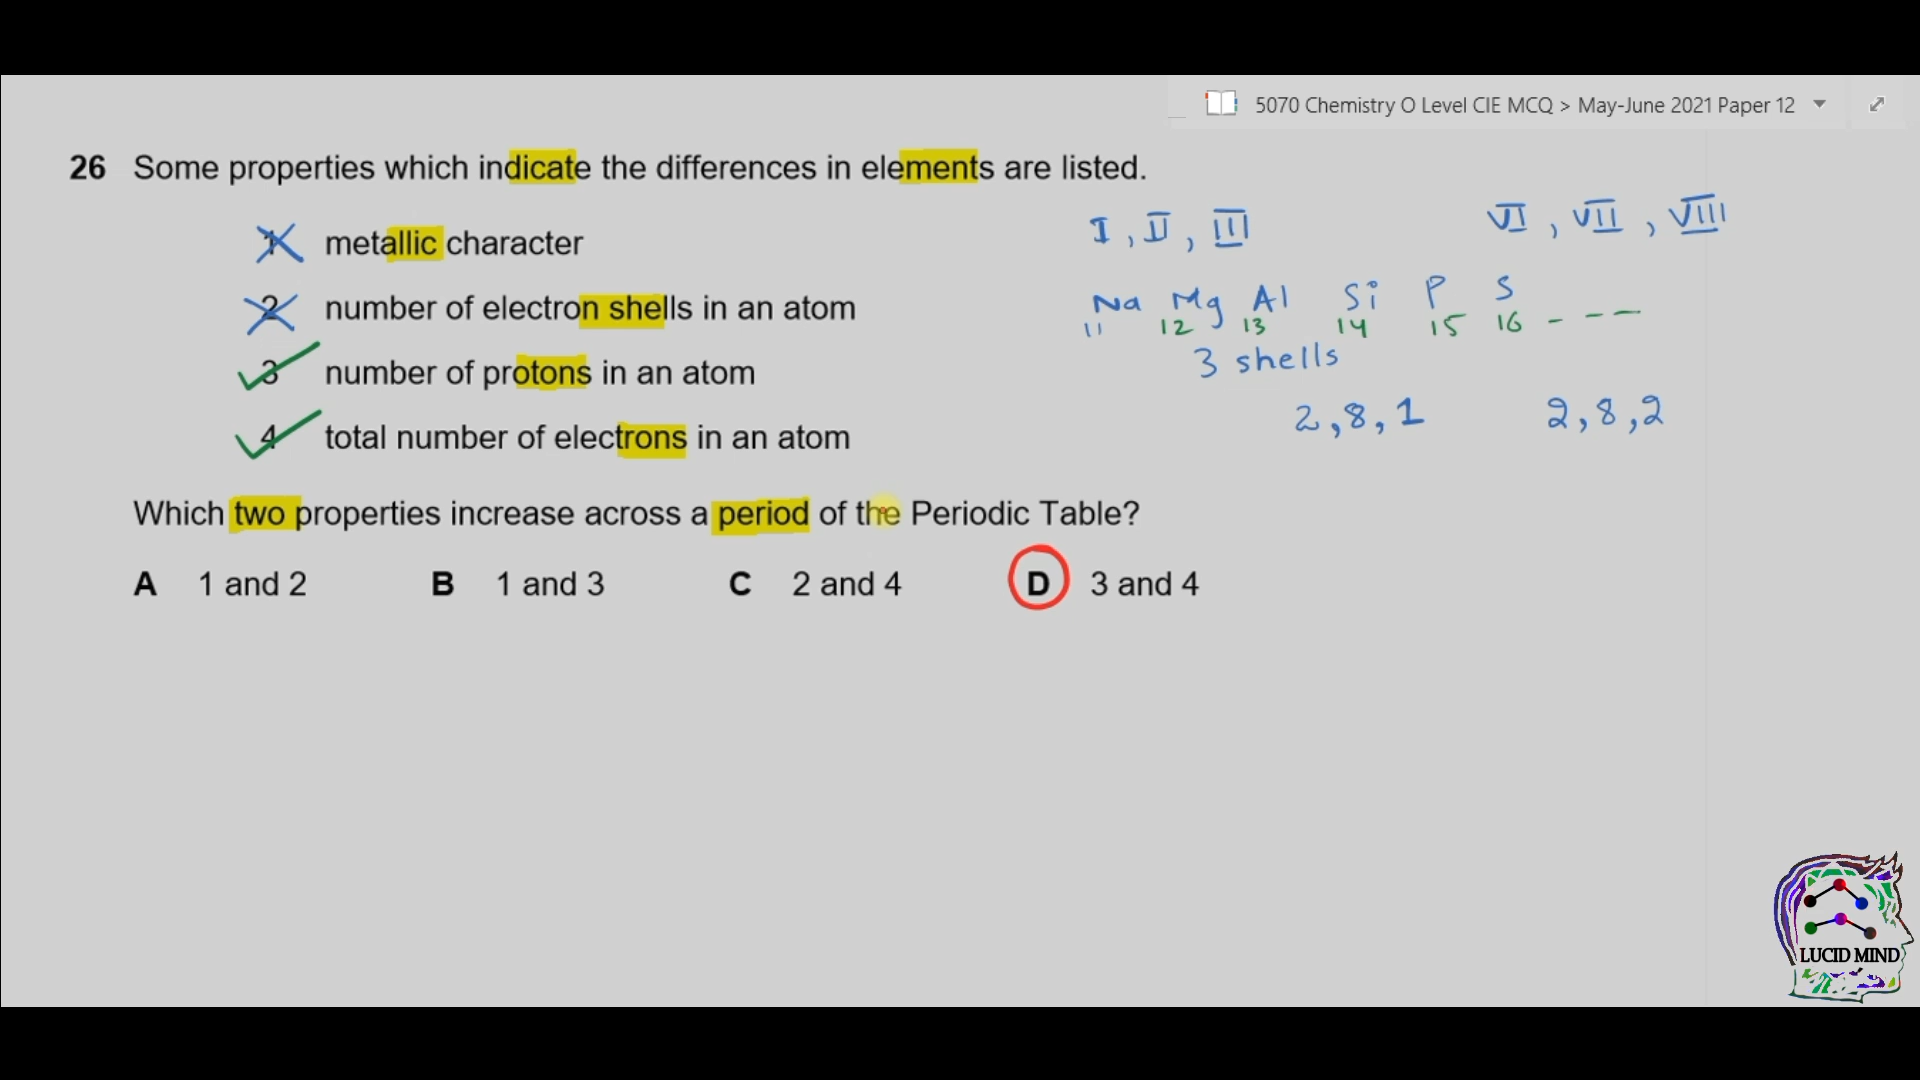 5070 Chemistry O Level CIE MCQ > May-June 2021 Paper 12
26 Some properties which indicate the differences in elements are listed.
1 metallic character
2 number of electron shells in an atom
3 number of protons in an atom
4 total number of electrons in an atom
Which two properties increase across a period of the Periodic Table?
A 1 and 2 B 1 and 3 C 2 and 4 D 3 and 4
I, II, III VI, VII, VIII
Na Mg Al Si P S
11 12 13 14 15 16 - - -
3 shells
2,8,1 2,8,2
LUCID MIND